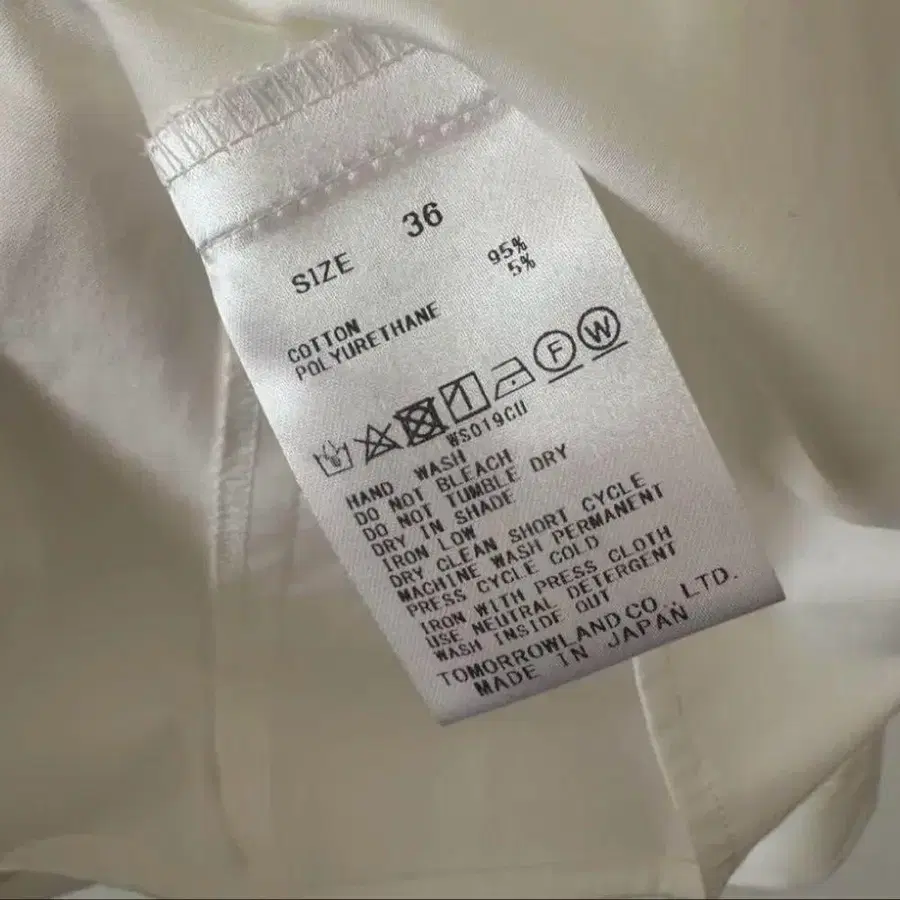 SIZE 36
COTTON 95%
POLYURETHANE 5%
F W
WS019CU
HAND WASH
DO NOT BLEACH
DO NOT TUMBLE DRY
DRY IN SHADE
IRON LOW
DRY CLEAN SHORT CYCLE
MACHINE WASH PERMANENT
PRESS CYCLE COLD
IRON WITH PRESS CLOTH
USE NEUTRAL DETERGENT
WASH INSIDE OUT
TOMORROWLAND CO.,LTD.
MADE IN JAPAN